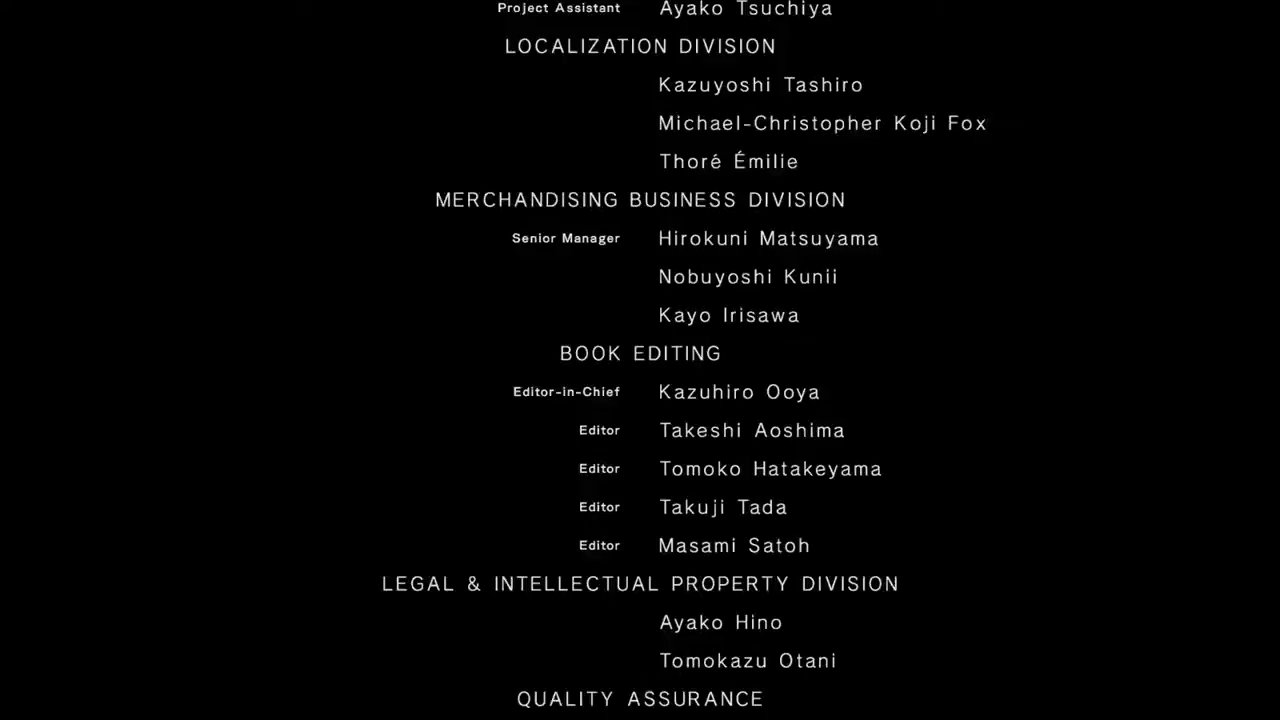 Project Assistant Ayako Tsuchiya
LOCALIZATION DIVISION
Kazuyoshi Tashiro
Michael-Christopher Koji Fox
Thoré Émilie
MERCHANDISING BUSINESS DIVISION
Senior Manager Hirokuni Matsuyama
Nobuyoshi Kunii
Kayo Irisawa
BOOK EDITING
Editor-in-Chief Kazuhiro Ooya
Editor Takeshi Aoshima
Editor Tomoko Hatakeyama
Editor Takuji Tada
Editor Masami Satoh
LEGAL & INTELLECTUAL PROPERTY DIVISION
Ayako Hino
Tomokazu Otani
QUALITY ASSURANCE